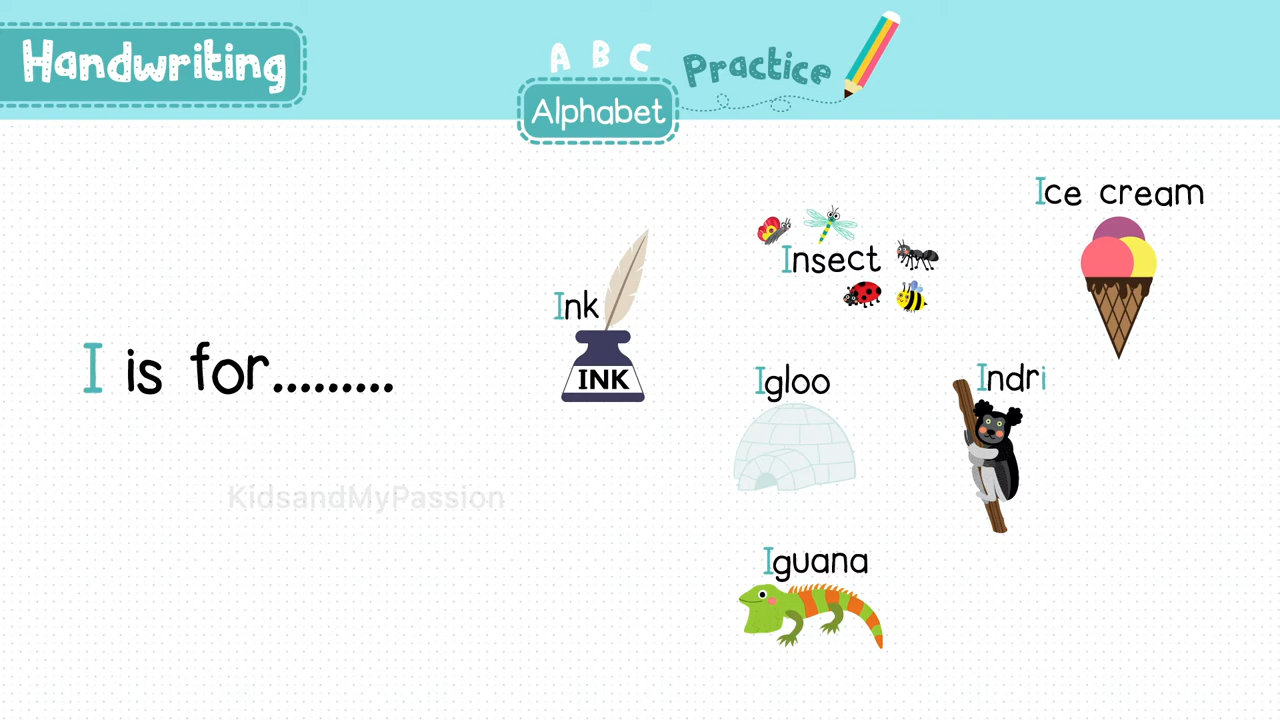 Handwriting
A B C
Alphabet
Practice
I is for.........
Ink
INK
Insect
Ice cream
Igloo
Indri
Iguana
KidsandMyPassion